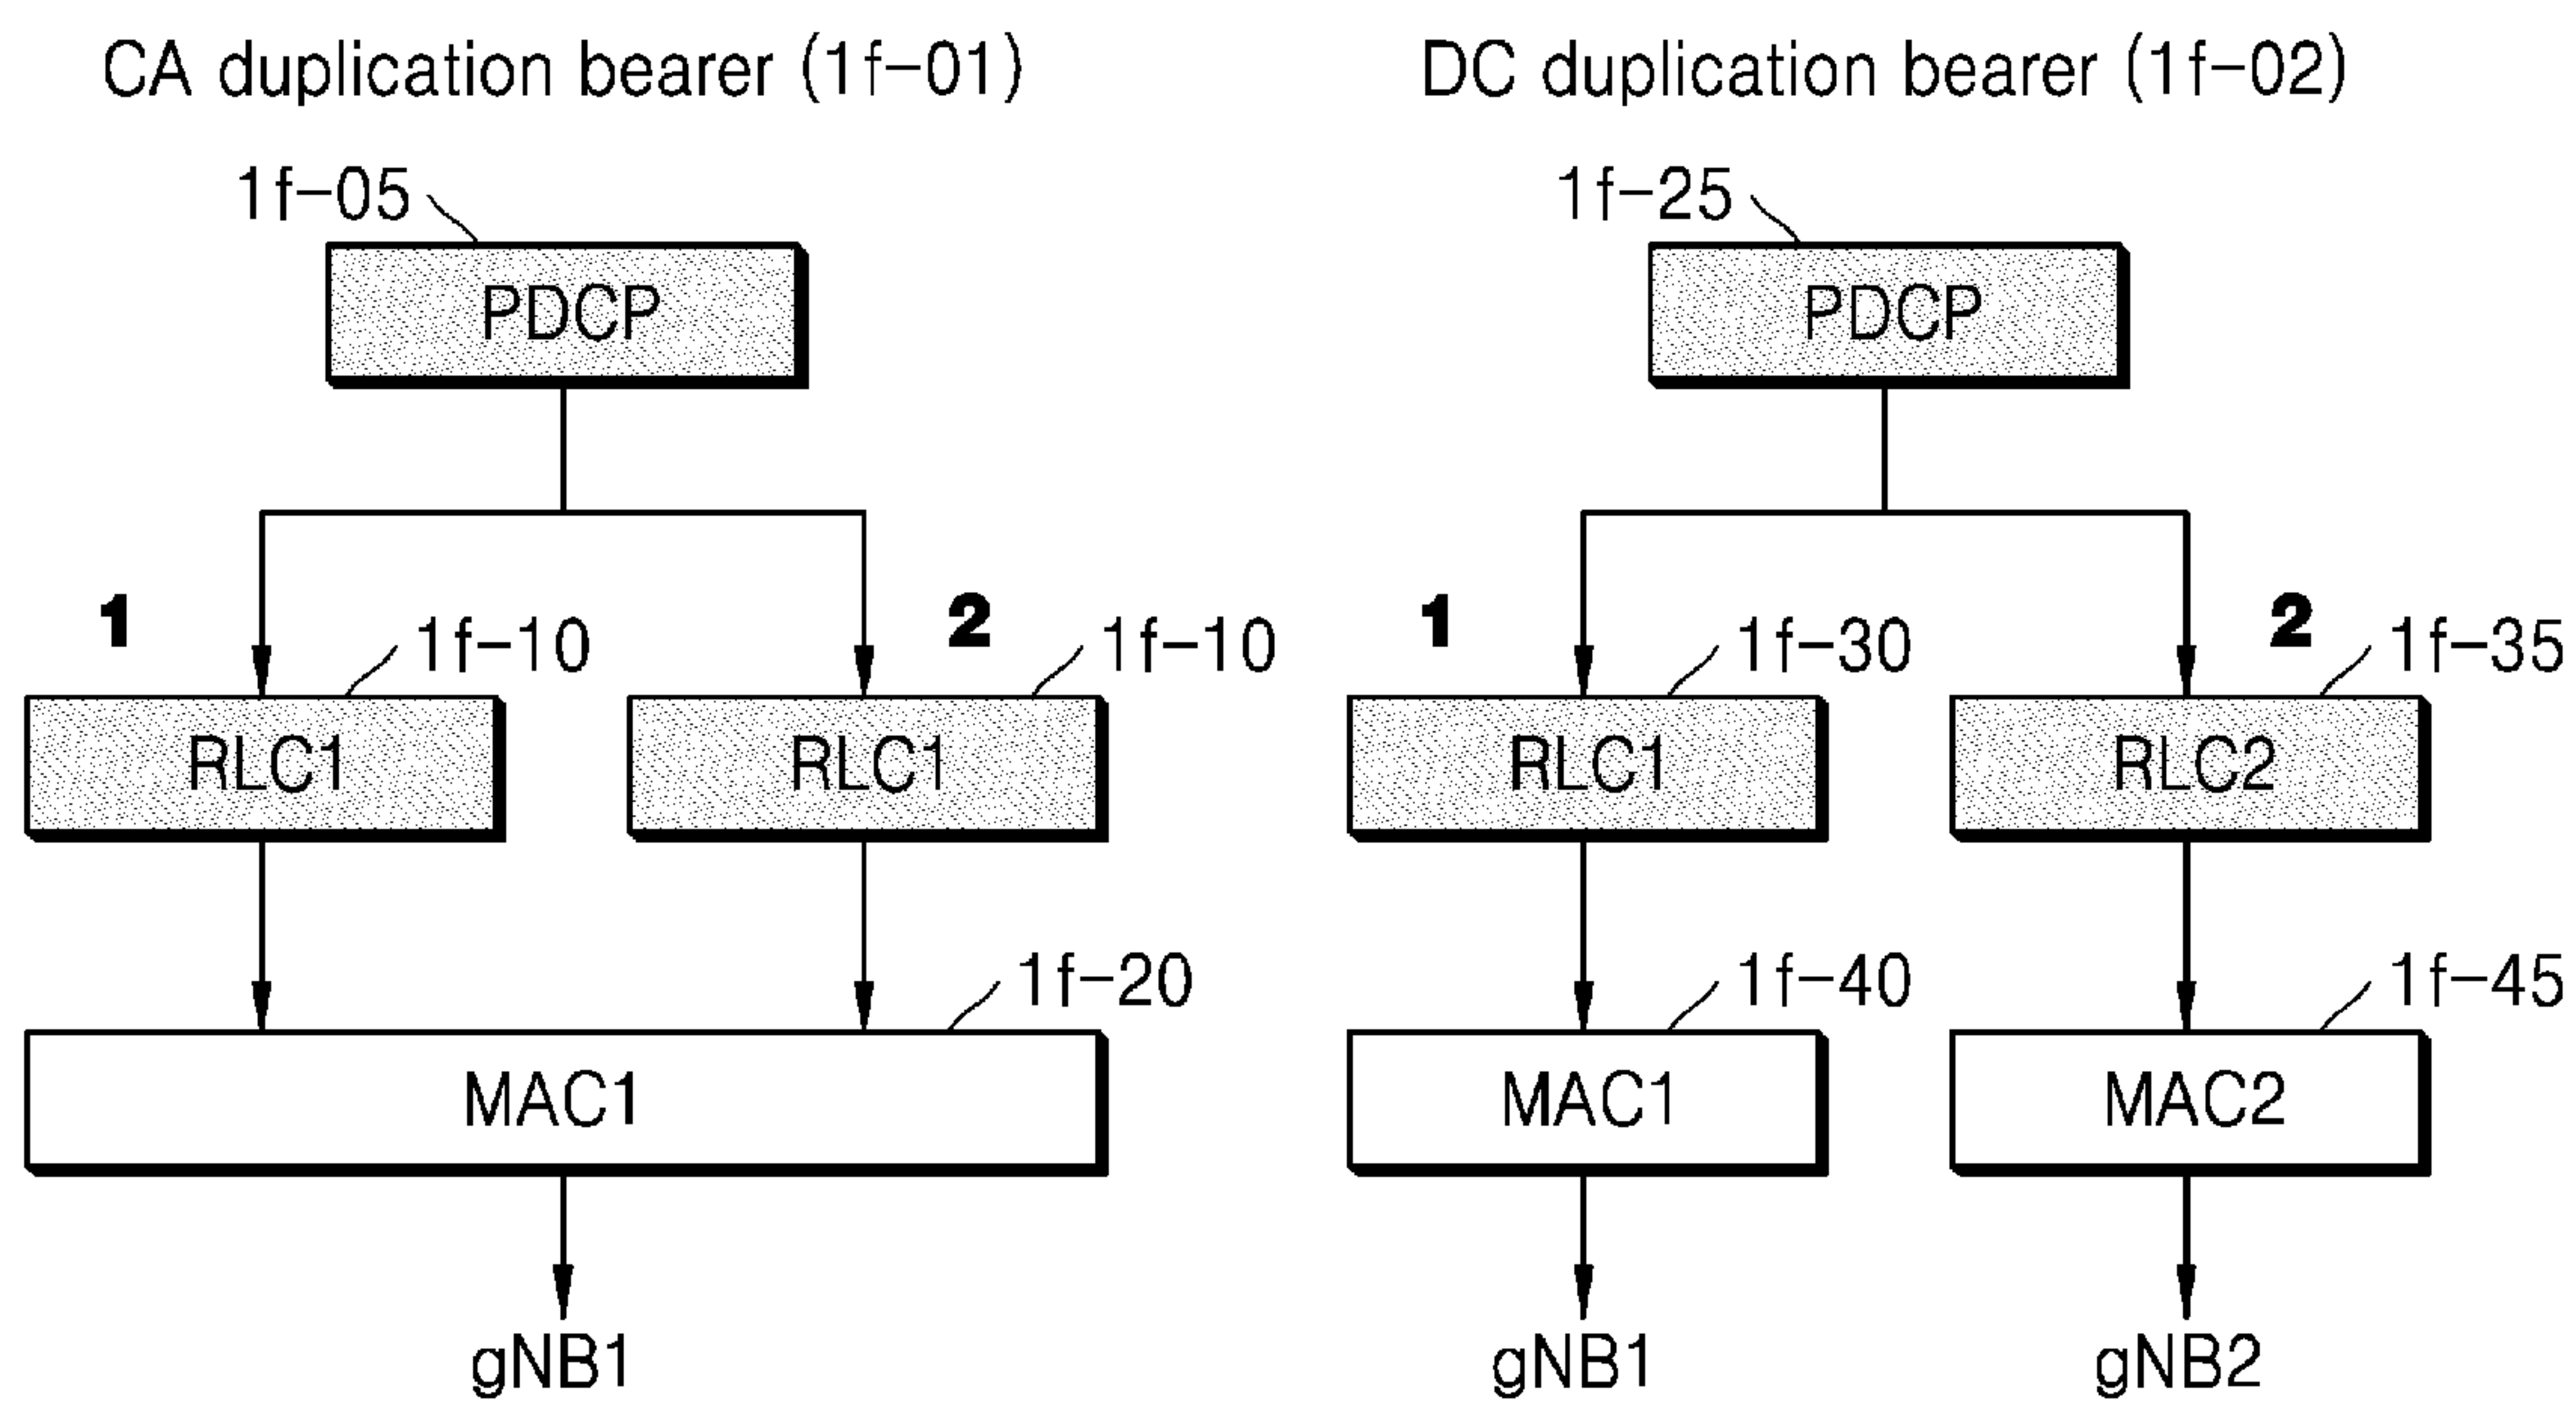 CA duplication bearer (1f-01)
1f-05
PDCP
1
1f-10
2
1f-10
RLC1
RLC1
1f-20
MAC1
gNB1
DC duplication bearer (1f-02)
1f-25
PDCP
1
1f-30
2
1f-35
RLC1
RLC2
1f-40
1f-45
MAC1
MAC2
gNB1
gNB2